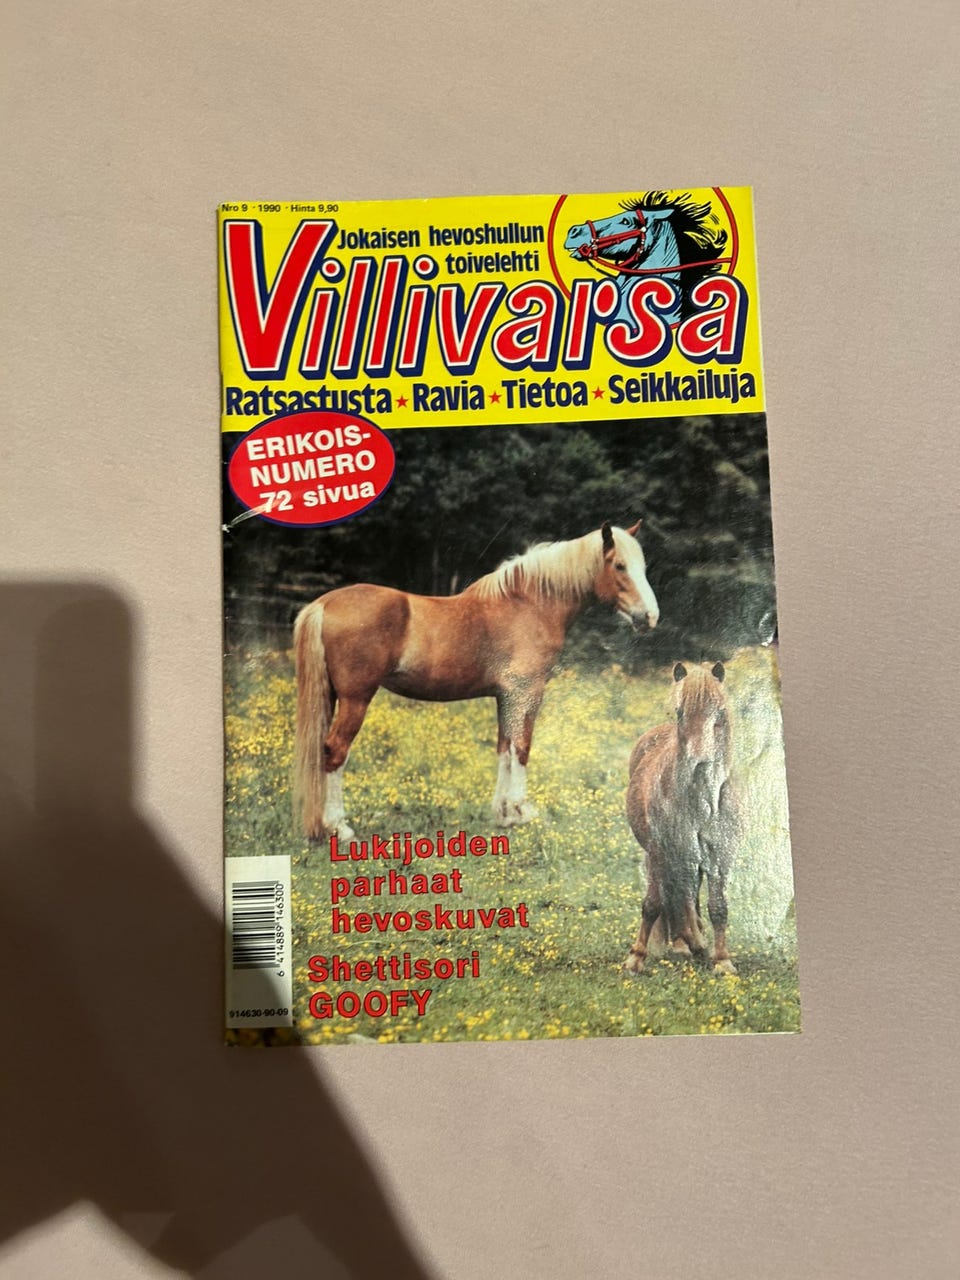 Nro 9 · 1990 · Hinta 9,90
Jokaisen hevoshullun
toivelehti
Villivarsa
Ratsastusta ★ Ravia ★ Tietoa ★ Seikkailuja
ERIKOIS-
NUMERO
72 sivua
Lukijoiden
parhaat
hevoskuvat
Shettisori
GOOFY
6 414889 146300
914630-90-09